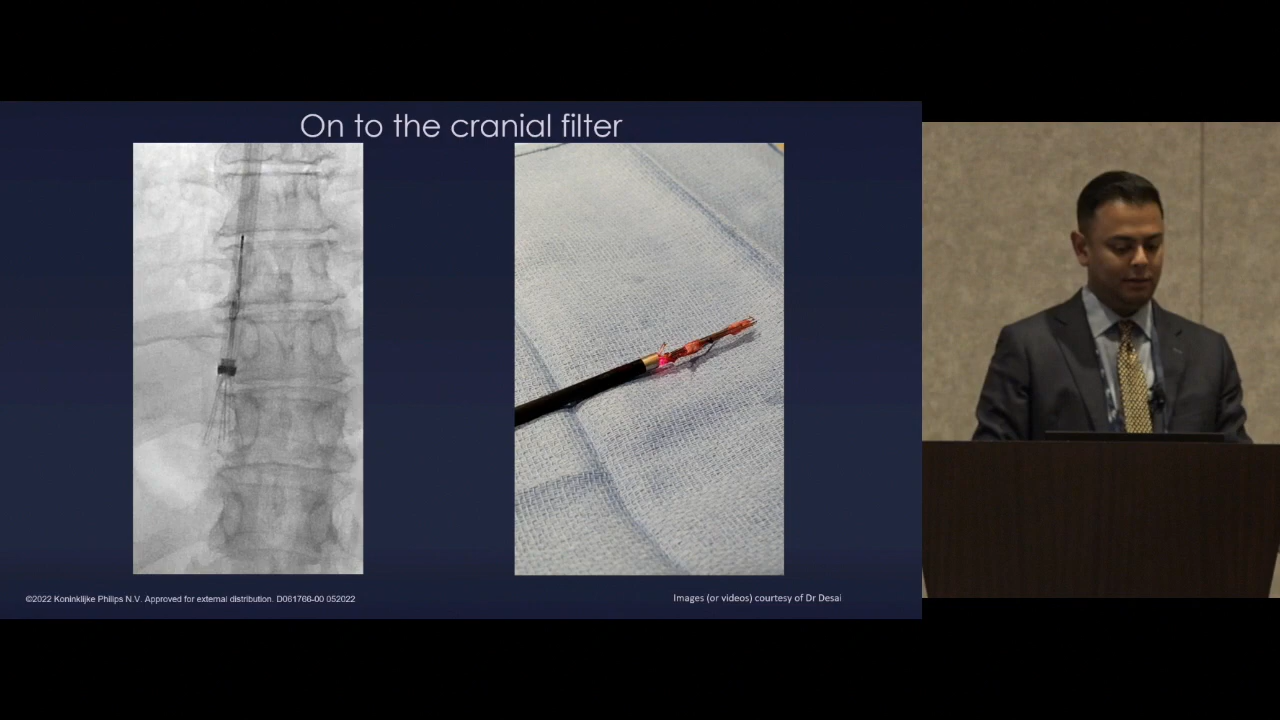 On to the cranial filter
©2022 Koninklijke Philips N.V. Approved for external distribution. D061766-00 052022
Images (or videos) courtesy of Dr Desai